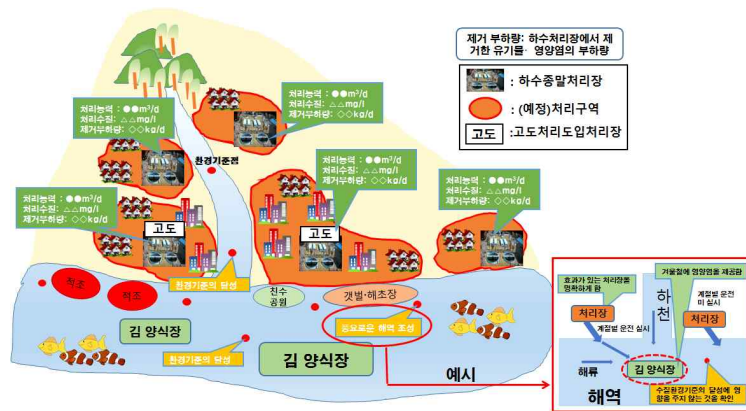 제거 부하량: 하수처리장에서 제
거한 유기물· 영양염의 부하량
: 하수종말처리장
: (예정)처리구역
고도 :고도처리도입처리장
처리능력 : ●●m³/d
처리수질: △△mg/l
제거부하량: ◇◇kg/d
처리능력 : ●●m³/d
처리수질: △△mg/l
제거부하량: ◇◇kg/d
처리능력 : ●●m³/d
처리수질: △△mg/l
제거부하량: ◇◇kg/d
처리능력 : ●●m³/d
처리수질: △△mg/l
제거부하량: ◇◇kg/d
처리능력 : ●●m³/d
처리수질: △△mg/l
제거부하량: ◇◇kg/d
환경기준점
고도
고도
적조
적조
환경기준의 달성
친수
공원
갯벌·해초장
김 양식장
환경기준의 달성
김 양식장
풍요로운 해역 조성
예시
겨울철에 영양염을 제공함
효과가 있는 처리장을
명확하게 함
하천
계절별 운전
미 실시
처리장
처리장
계절별 운전 실시
해류
김 양식장
해역
수질환경기준의 달성에 영
향을 주지 않는 것을 확인